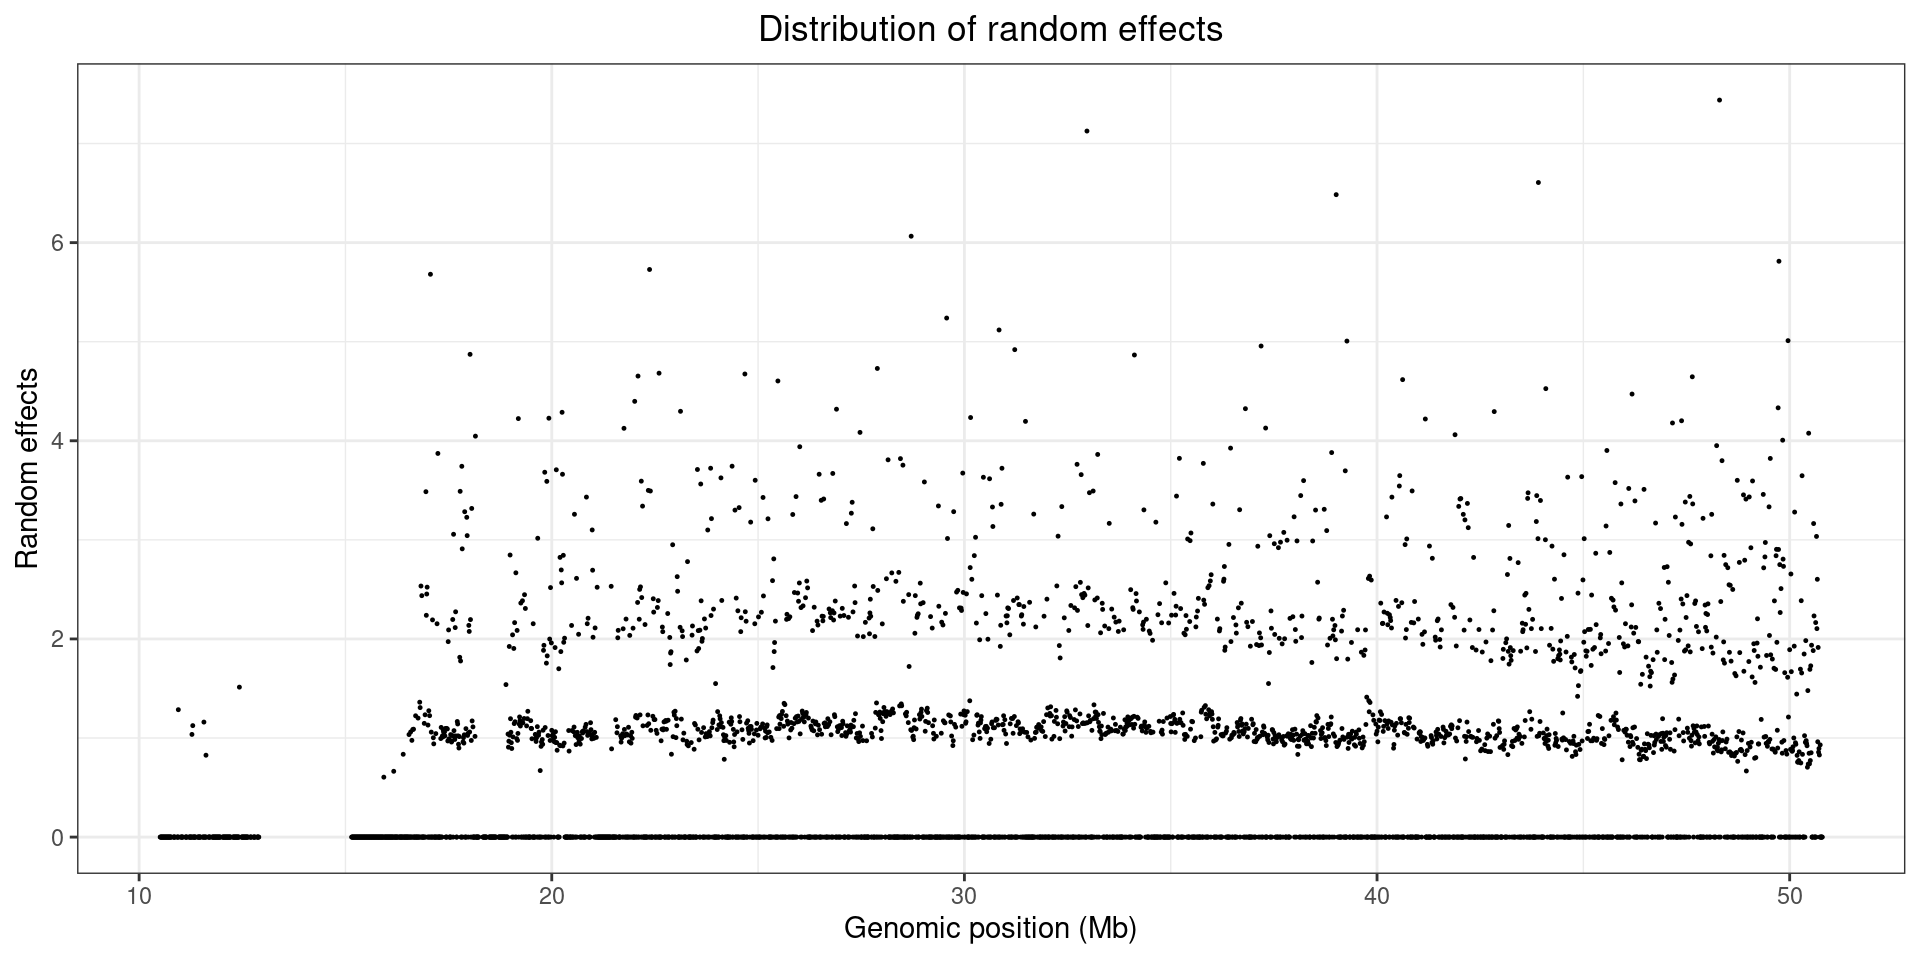 Distribution of random effects
Random effects
6
4
2
0
10 20 30 40 50
Genomic position (Mb)